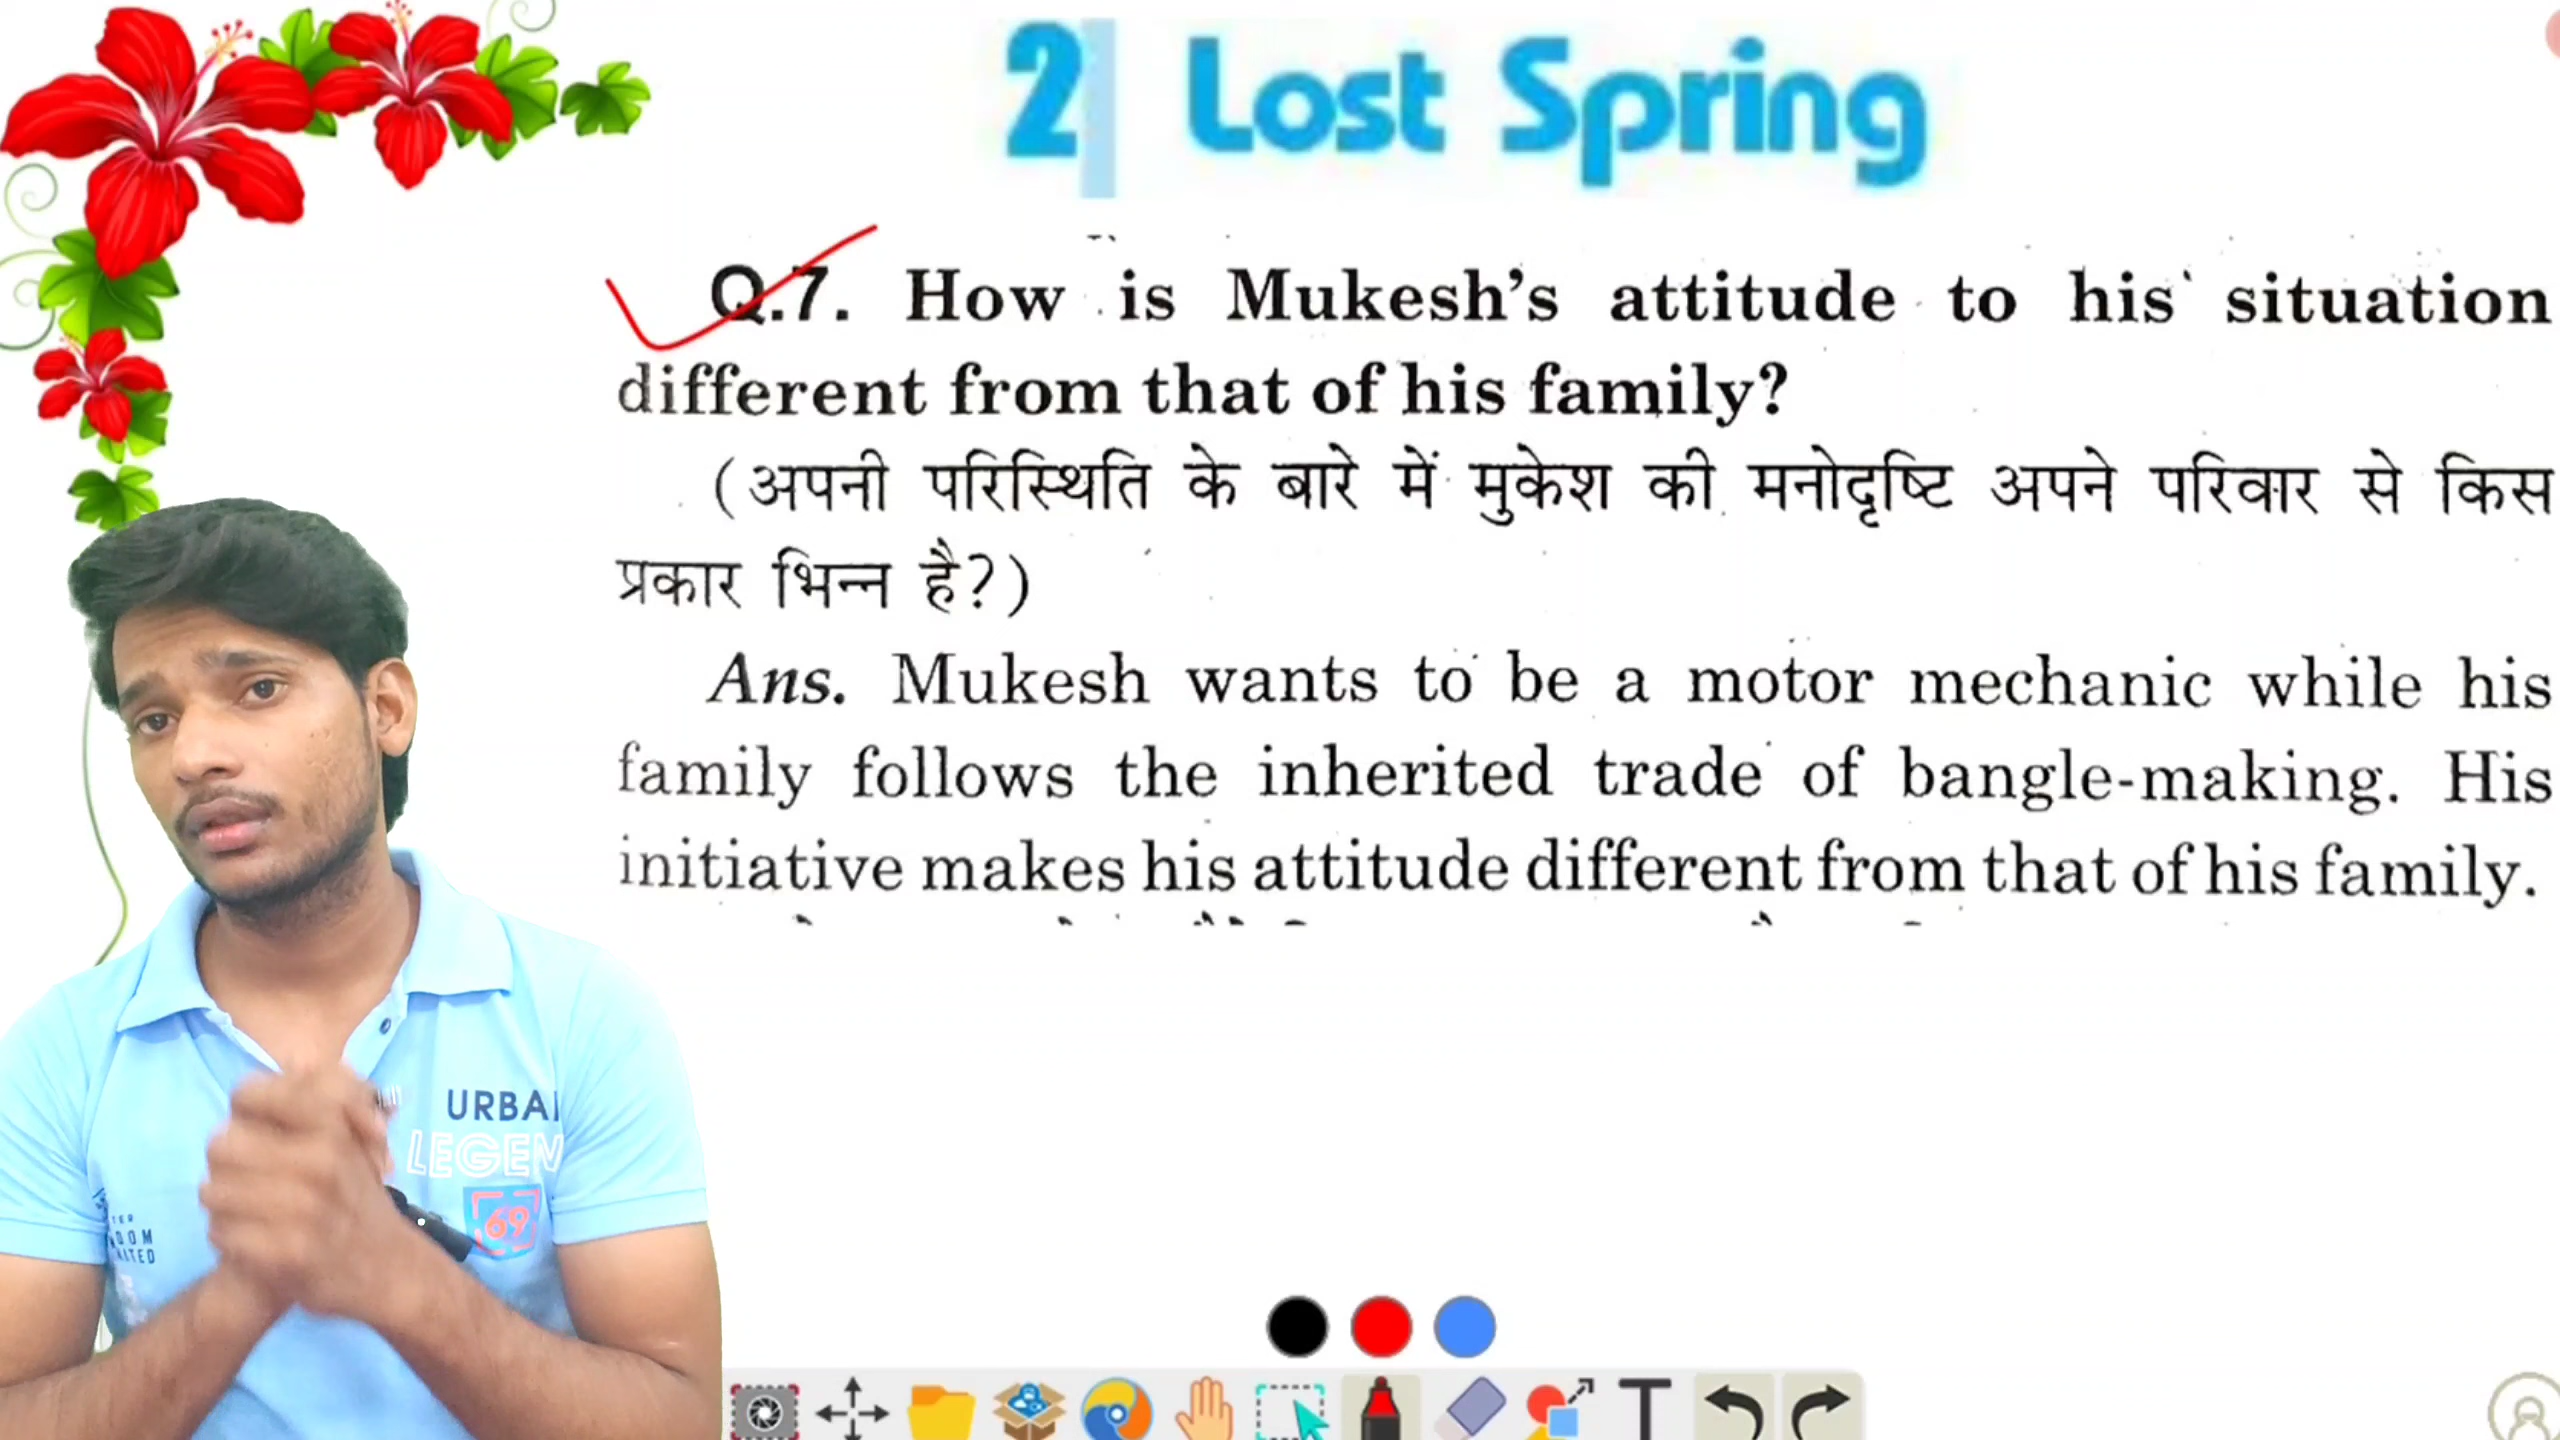 2 Lost Spring
Q.7. How is Mukesh's attitude to his situation
different from that of his family?
(अपनी परिस्थिति के बारे में मुकेश की मनोदृष्टि अपने परिवार से किस
प्रकार भिन्न है?)
Ans. Mukesh wants to be a motor mechanic while his
family follows the inherited trade of bangle-making. His
initiative makes his attitude different from that of his family.
URBA
LEGEN
69
T